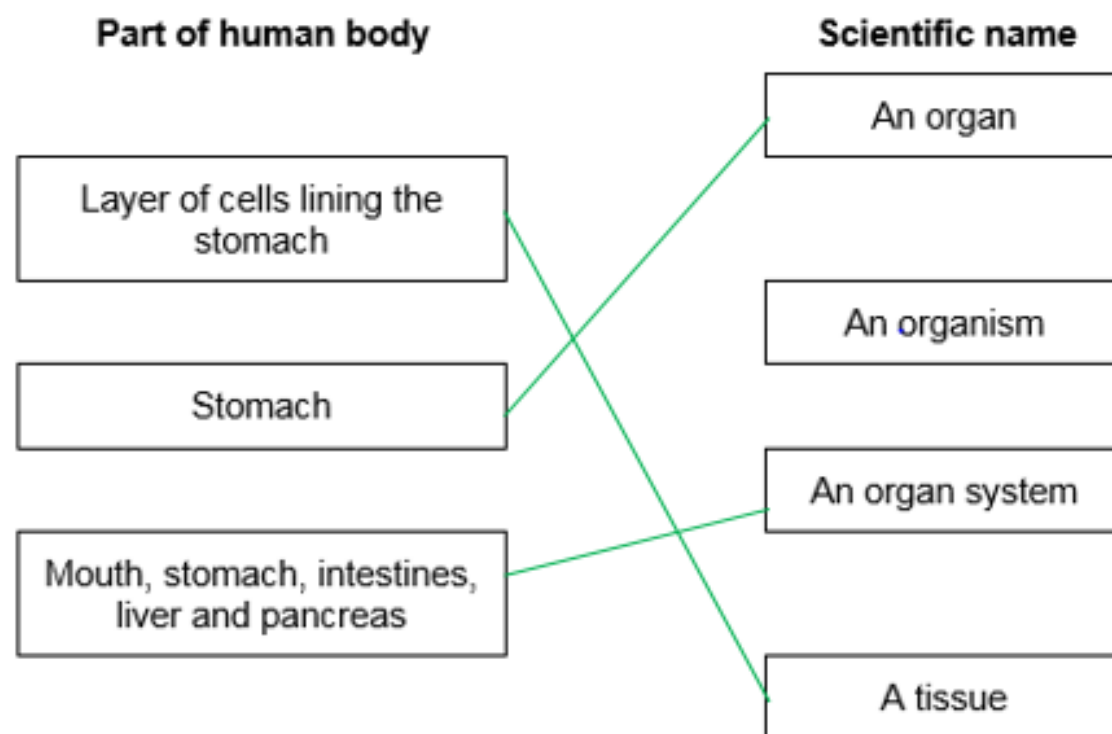 Part of human body
Scientific name
Layer of cells lining the
stomach
Stomach
Mouth, stomach, intestines,
liver and pancreas
An organ
An organism
An organ system
A tissue